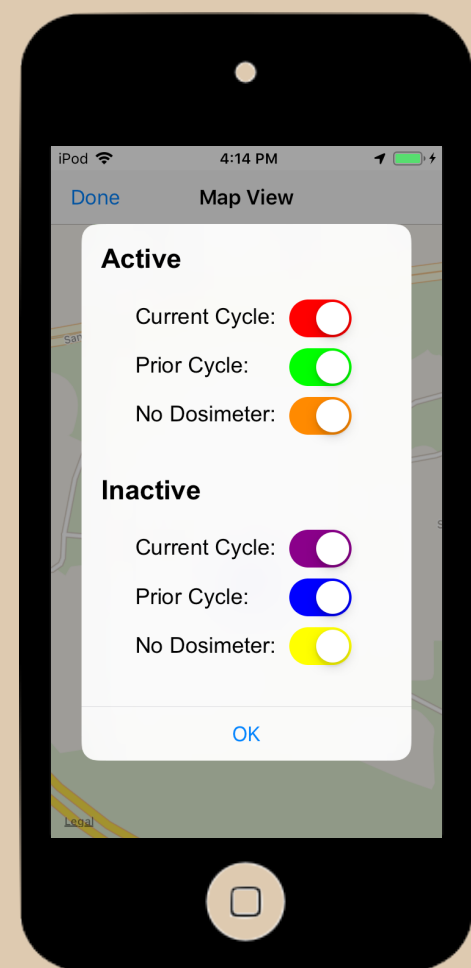 iPod 4:14 PM
Done Map View
Active
Current Cycle:
Prior Cycle:
No Dosimeter:
Inactive
Current Cycle:
Prior Cycle:
No Dosimeter:
OK
Legal